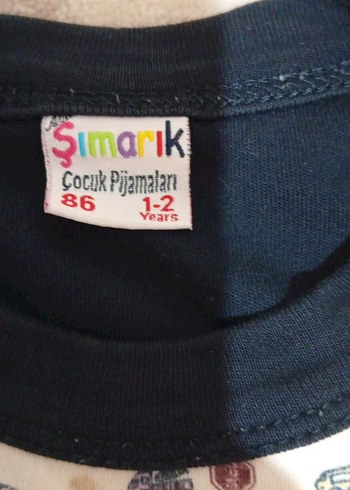 Şımarık
Çocuk Pijamaları
86 1-2
Years